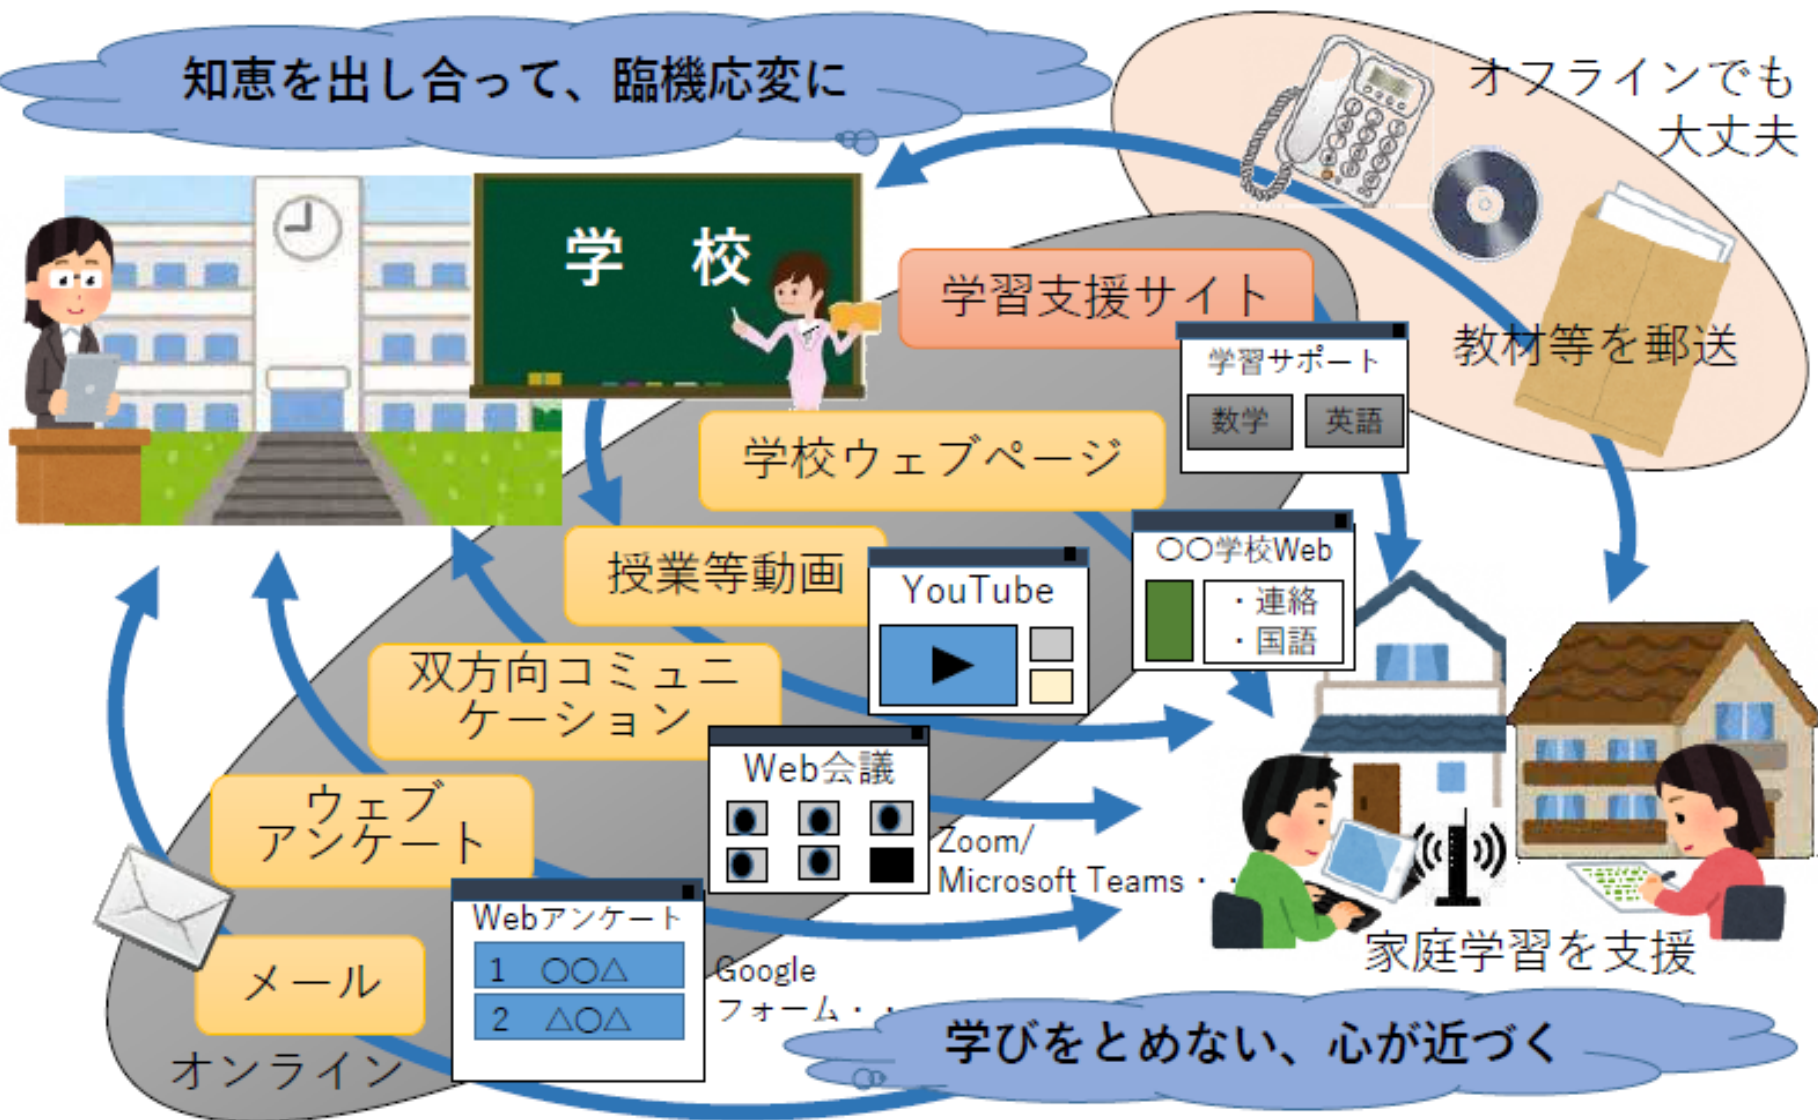 知恵を出し合って、臨機応変に
オフラインでも
大丈夫
学　校
学習支援サイト
教材等を郵送
学習サポート
数学
英語
学校ウェブページ
〇〇学校Web
・連絡
・国語
授業等動画
YouTube
双方向コミュニ
ケーション
Web会議
Zoom/
Microsoft Teams・・
ウェブ
アンケート
Webアンケート
1　〇〇△
2　△〇△
Google
フォーム・・
メール
オンライン
家庭学習を支援
学びをとめない、心が近づく